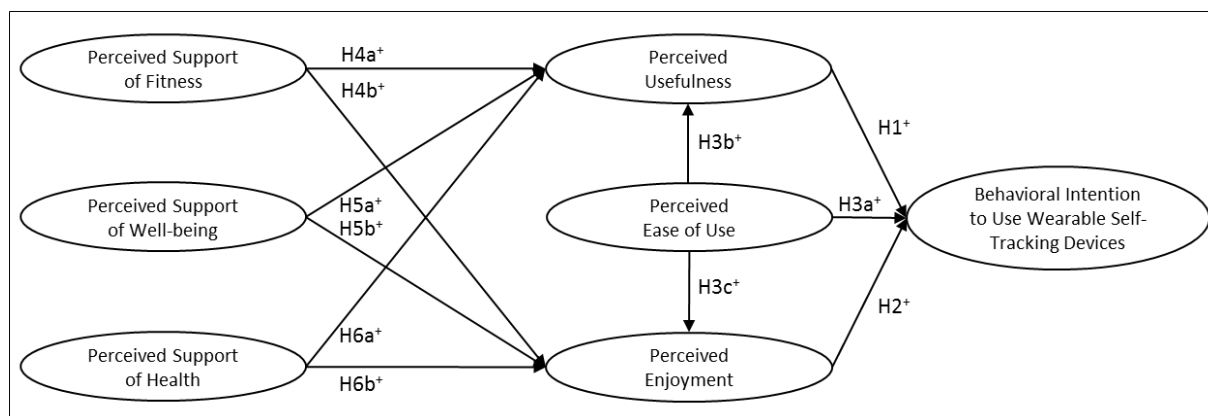 Perceived Support
of Fitness
H4a+
H4b+
Perceived
Usefulness
H1+
H3b+
Perceived Support
of Well-being
H5a+
H5b+
Perceived
Ease of Use
H3a+
Behavioral Intention
to Use Wearable Self-
Tracking Devices
H3c+
H2+
Perceived Support
of Health
H6a+
H6b+
Perceived
Enjoyment